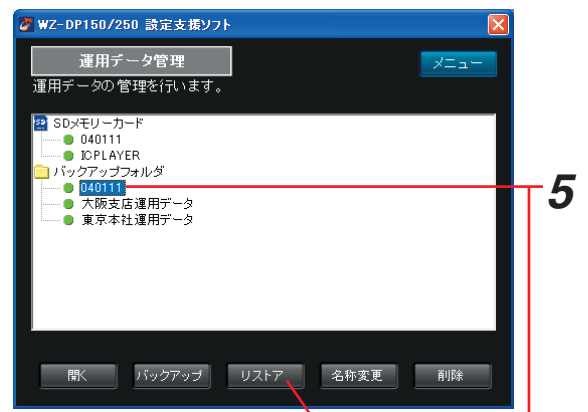 WZ-DP150/250 設定支援ソフト
運用データ管理
メニュー
運用データの管理を行います。
SDメモリーカード
040111
ICPLAYER
バックアップフォルダ
040111
大阪支店運用データ
東京本社運用データ
5
開く
バックアップ
リストア
名称変更
削除